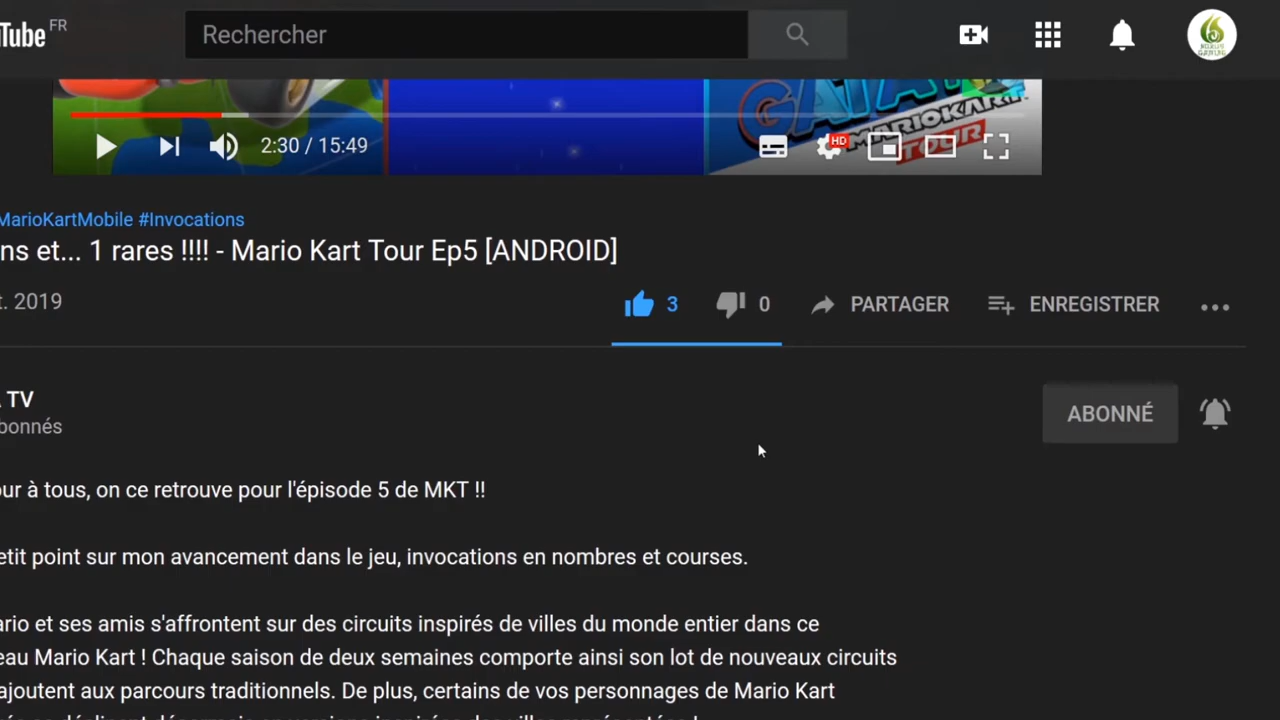 Tube FR
Rechercher
MARIOKART
TOUR
HD
2:30 / 15:49
MarioKartMobile #Invocations
ns et... 1 rares !!!! - Mario Kart Tour Ep5 [ANDROID]
t. 2019
3
0
PARTAGER
ENREGISTRER
TV
bonnés
ABONNÉ
ur à tous, on ce retrouve pour l'épisode 5 de MKT !!
etit point sur mon avancement dans le jeu, invocations en nombres et courses.
ario et ses amis s'affrontent sur des circuits inspirés de villes du monde entier dans ce
eau Mario Kart ! Chaque saison de deux semaines comporte ainsi son lot de nouveaux circuits
ajoutent aux parcours traditionnels. De plus, certains de vos personnages de Mario Kart